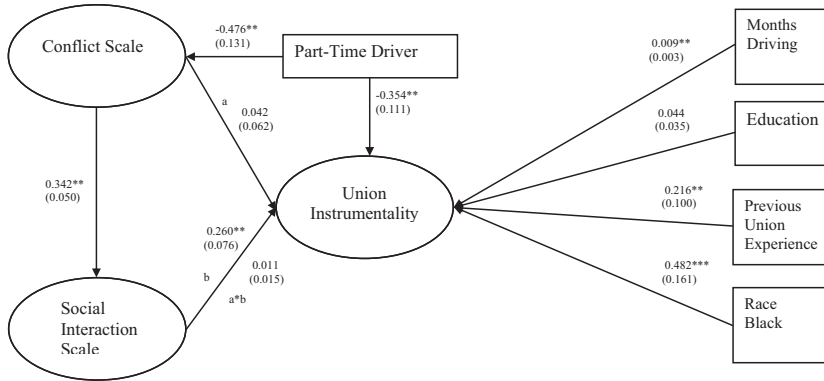 Conflict Scale
-0.476**
(0.131)
Part-Time Driver
Months
Driving
0.009**
(0.003)
-0.354**
(0.111)
a
0.042
(0.062)
0.044
(0.035)
Education
0.342**
(0.050)
Union
Instrumentality
0.216**
(0.100)
Previous
Union
Experience
0.260**
(0.076)
b
0.011
(0.015)
a*b
0.482***
(0.161)
Race
Black
Social
Interaction
Scale